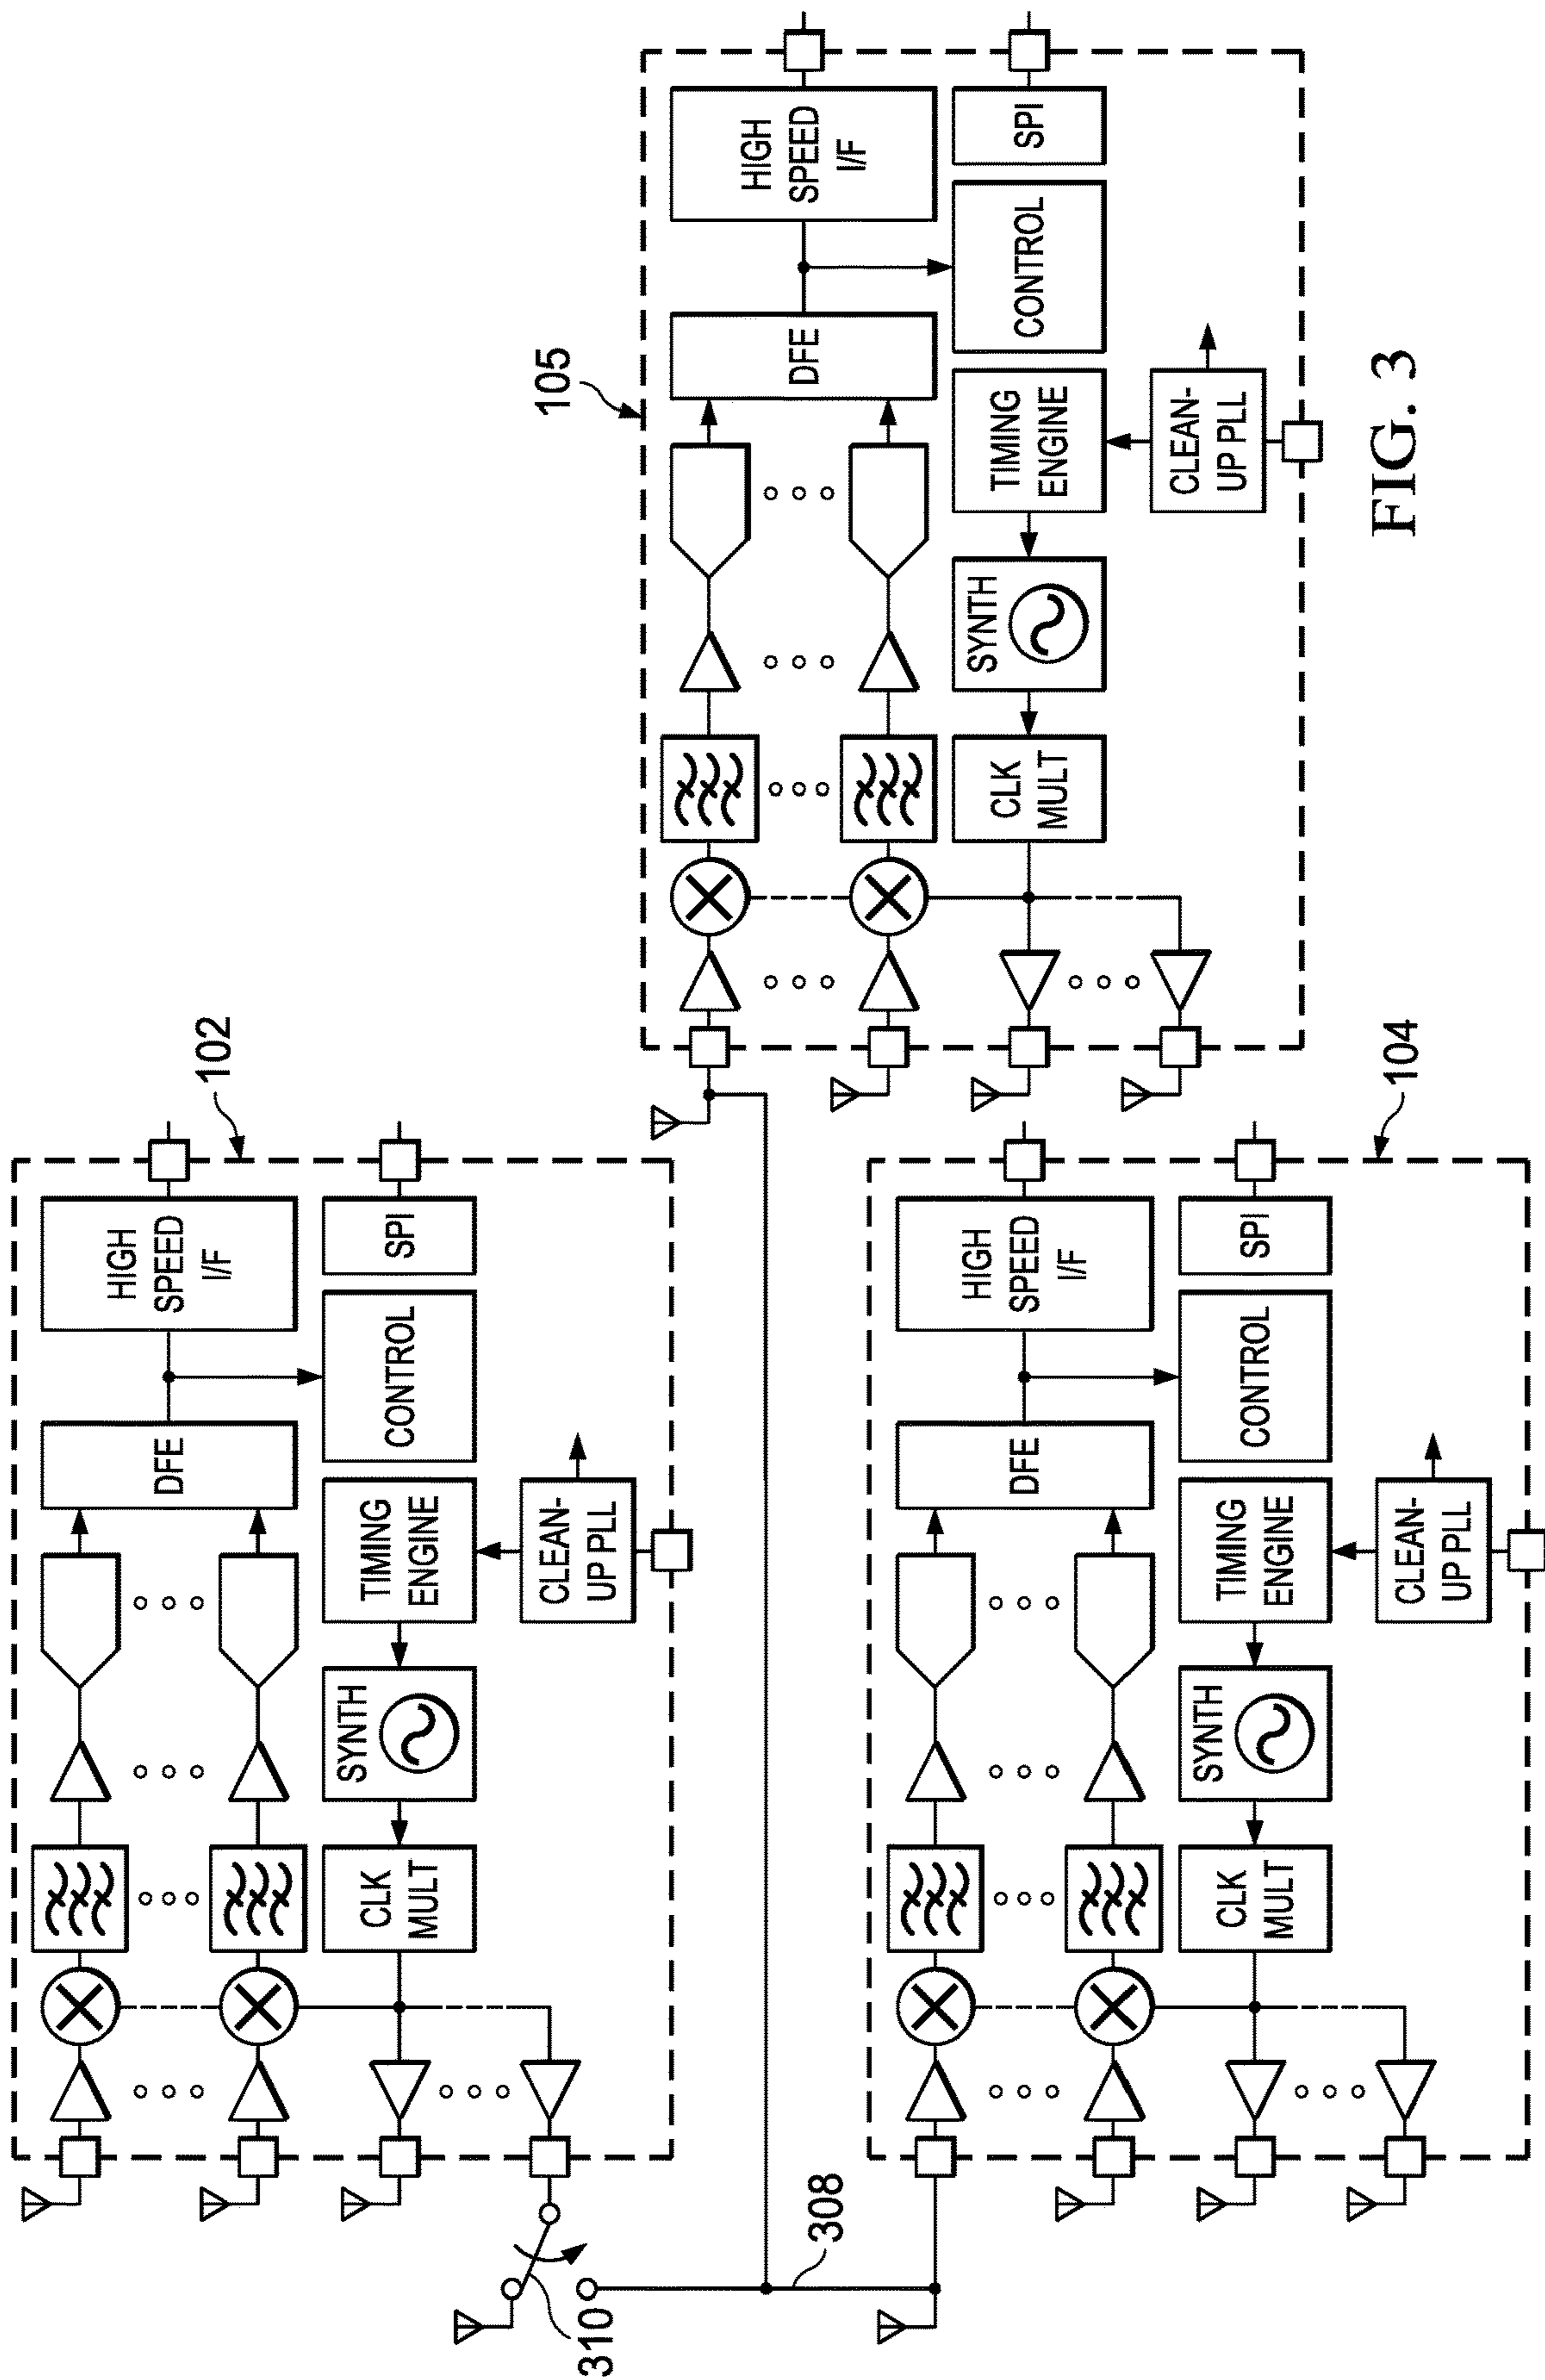 102
HIGH
SPEED
I/F
DFE
SPI
CONTROL
TIMING
ENGINE
SYNTH
CLK
MULT
CLEAN-
UP PLL
310
308
104
HIGH
SPEED
I/F
DFE
SPI
CONTROL
TIMING
ENGINE
SYNTH
CLK
MULT
CLEAN-
UP PLL
105
HIGH
SPEED
I/F
DFE
SPI
CONTROL
TIMING
ENGINE
SYNTH
CLK
MULT
CLEAN-
UP PLL
FIG. 3